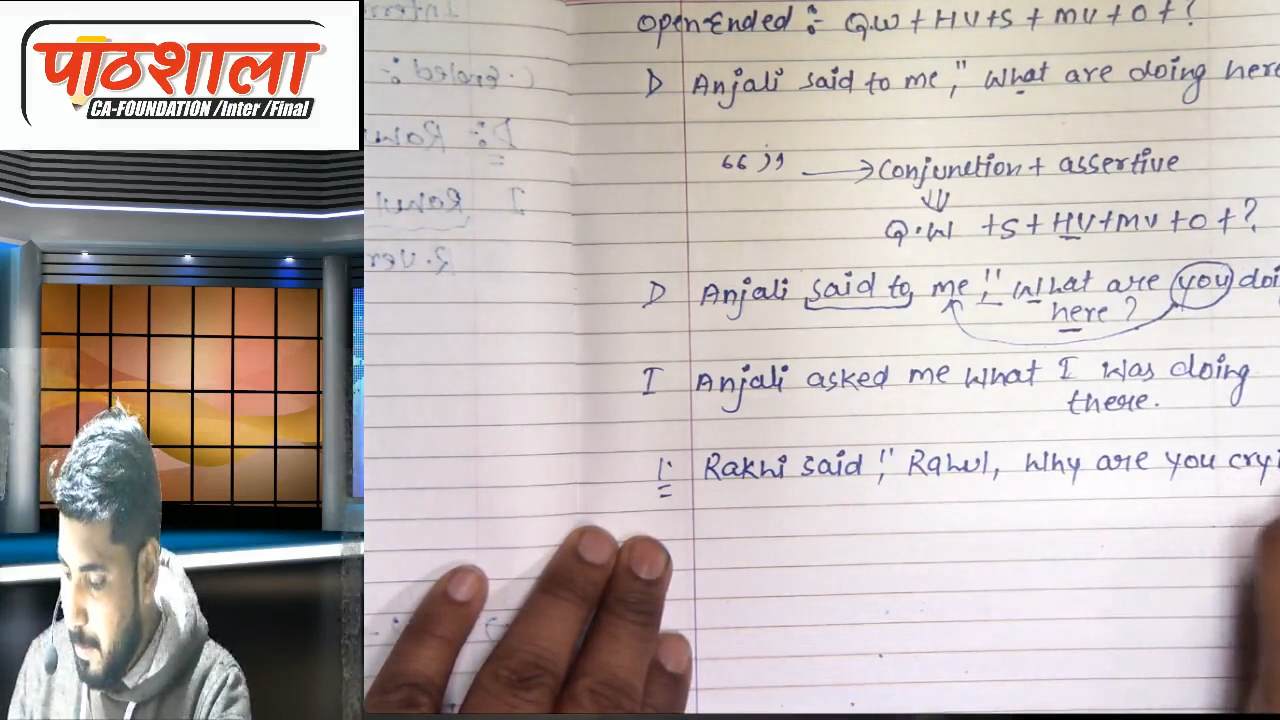 पाठशाला
CA-FOUNDATION /Inter /Final
Open-Ended :- Q.W + HV + S + MV + O + ?
D Anjali said to me, " What are doing here
" " → Conjunction + assertive
Q.W + S + HV + MV + O + ?
D Anjali said to me, " What are you doi
here ?
I Anjali asked me what I was doing
there.
1. Rakhi said, " Rahul, Why are you cryi